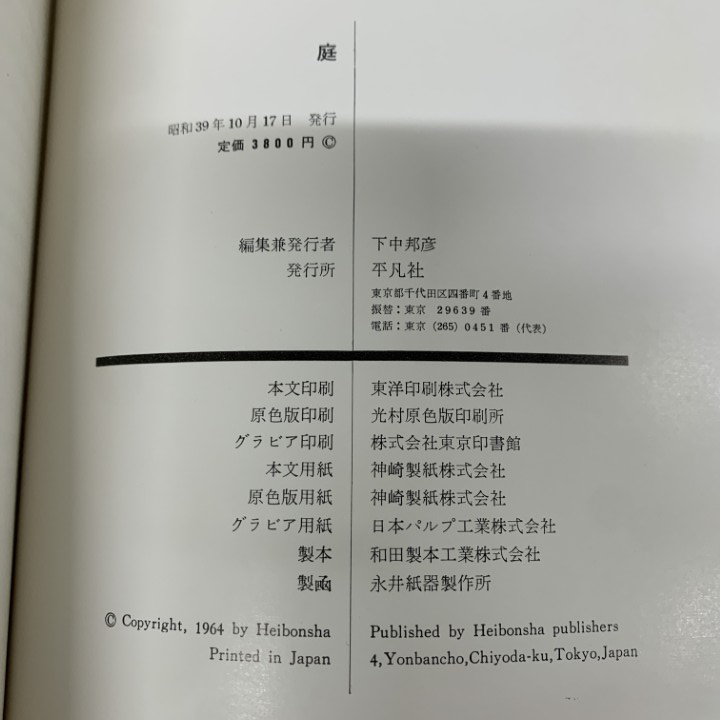 庭
昭和39年10月17日 発行
定価 3800 円 ©
編集兼発行者 下中邦彦
発行所 平凡社
東京都千代田区四番町4番地
振替：東京 29639番
電話：東京 (265) 0451番 (代表)
本文印刷 東洋印刷株式会社
原色版印刷 光村原色版印刷所
グラビア印刷 株式会社東京印書館
本文用紙 神崎製紙株式会社
原色版用紙 神崎製紙株式会社
グラビア用紙 日本パルプ工業株式会社
製本 和田製本工業株式会社
製函 永井紙器製作所
© Copyright, 1964 by Heibonsha Published by Heibonsha publishers
Printed in Japan 4,Yonbancho,Chiyoda-ku,Tokyo,Japan